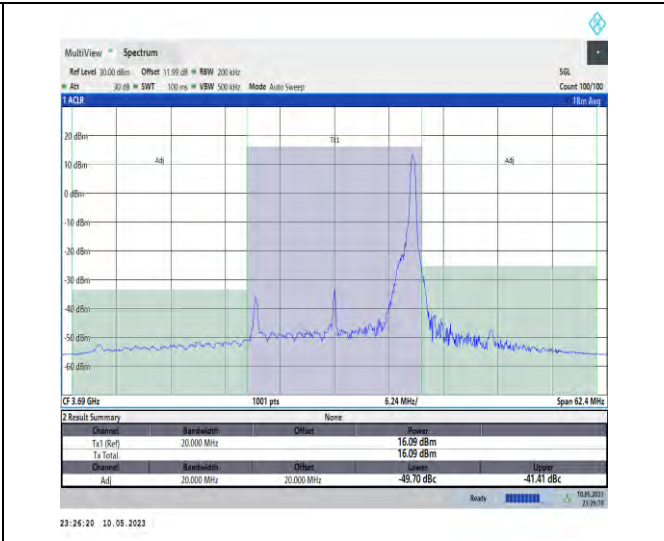 MultiView Spectrum
Ref Level 30.00 dBm Offset 11.99 dB RBW 200 kHz SGL
Att 30 dB SWT 100 ms VBW 500 kHz Mode Auto Sweep Count 100/100
1 ACLR 1Rm Avg
20 dBm
Tx1
10 dBm
Adj
Adj
0 dBm
-10 dBm
-20 dBm
-30 dBm
-40 dBm
-50 dBm
-60 dBm
CF 3.69 GHz 1001 pts 6.24 MHz/ Span 62.4 MHz
2 Result Summary None
Channel Bandwidth Offset Power
Tx1 (Ref) 20.000 MHz 16.09 dBm
Tx Total 16.09 dBm
Channel Bandwidth Offset Lower Upper
Adj 20.000 MHz 20.000 MHz -49.70 dBc -41.41 dBc
Ready 10.05.2023
23:26:20 10.05.2023